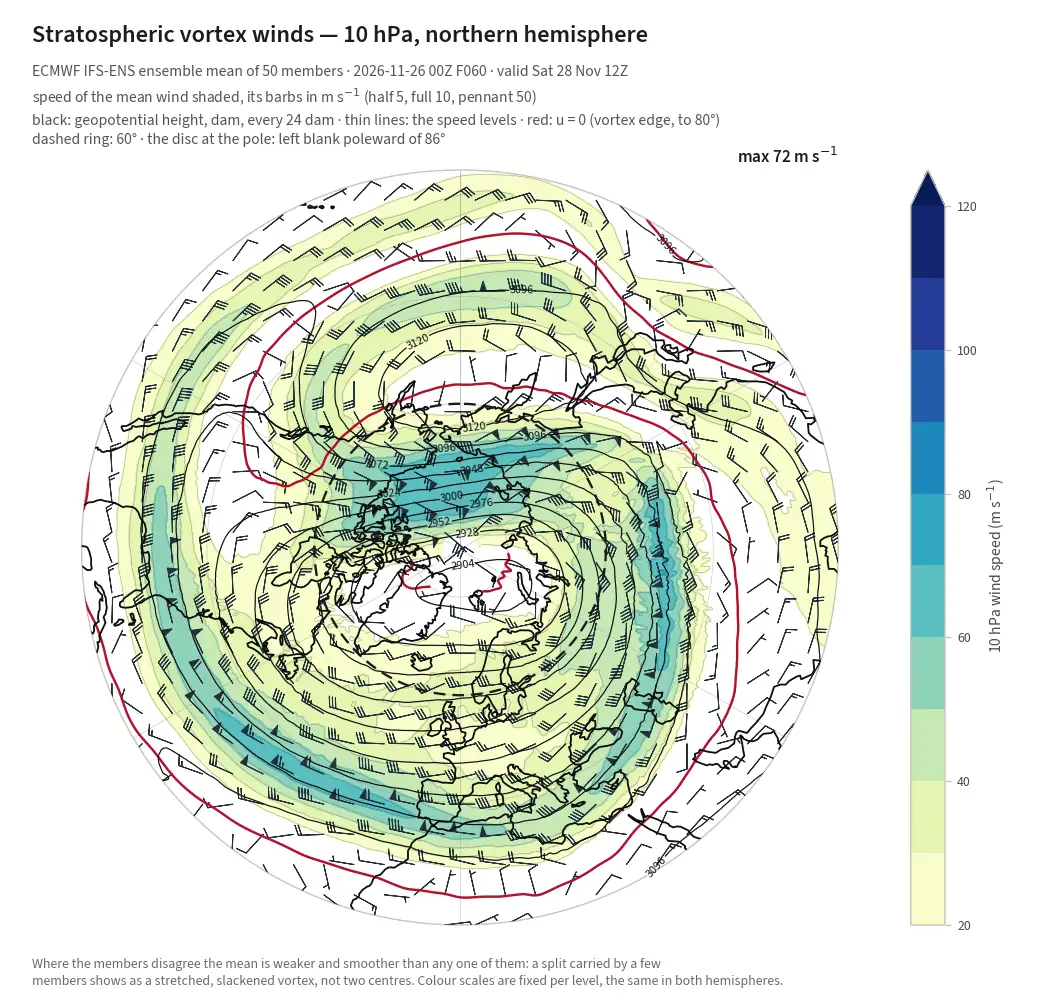 Stratospheric vortex winds — 10 hPa, northern hemisphere
ECMWF IFS-ENS ensemble mean of 50 members · 2026-11-26 00Z F060 · valid Sat 28 Nov 12Z
speed of the mean wind shaded, its barbs in m s⁻¹ (half 5, full 10, pennant 50)
black: geopotential height, dam, every 24 dam · thin lines: the speed levels · red: u = 0 (vortex edge, to 80°)
dashed ring: 60° · the disc at the pole: left blank poleward of 86°
max 72 m s⁻¹
120
100
80
60
40
20
10 hPa wind speed (m s⁻¹)
3096
3096
3120
3120
3096
3096
3048
3000
2976
2952
2928
2904
3096
Where the members disagree the mean is weaker and smoother than any one of them: a split carried by a few
members shows as a stretched, slackened vortex, not two centres. Colour scales are fixed per level, the same in both hemispheres.